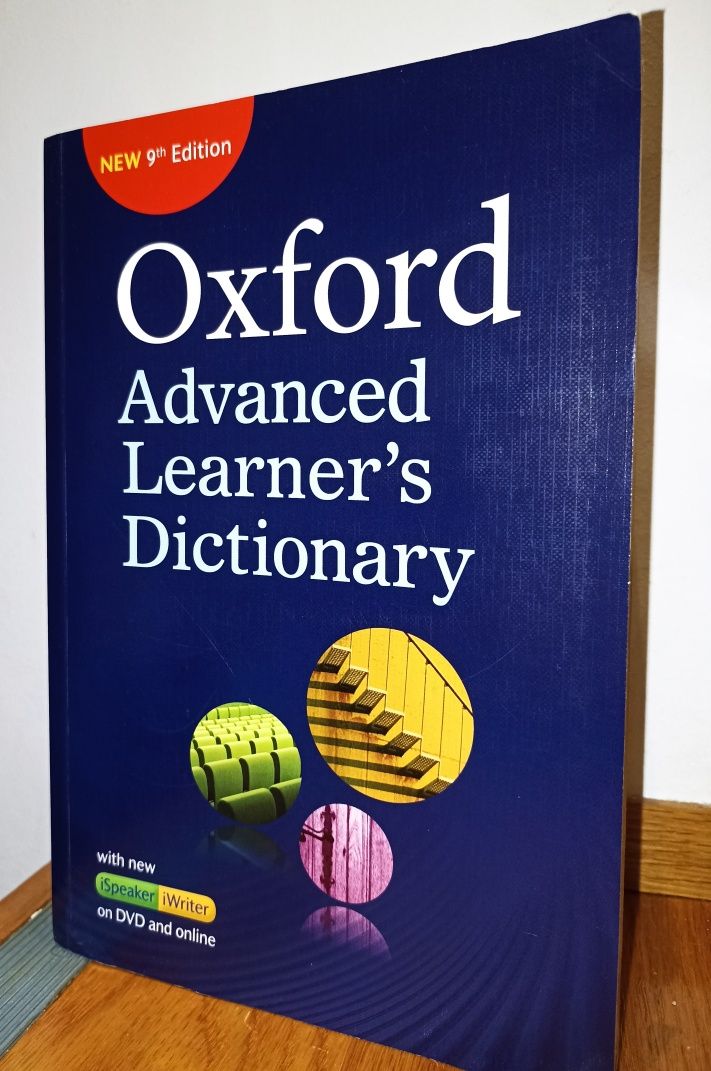 NEW 9th Edition
Oxford
Advanced
Learner’s
Dictionary
with new
iSpeaker iWriter
on DVD and online